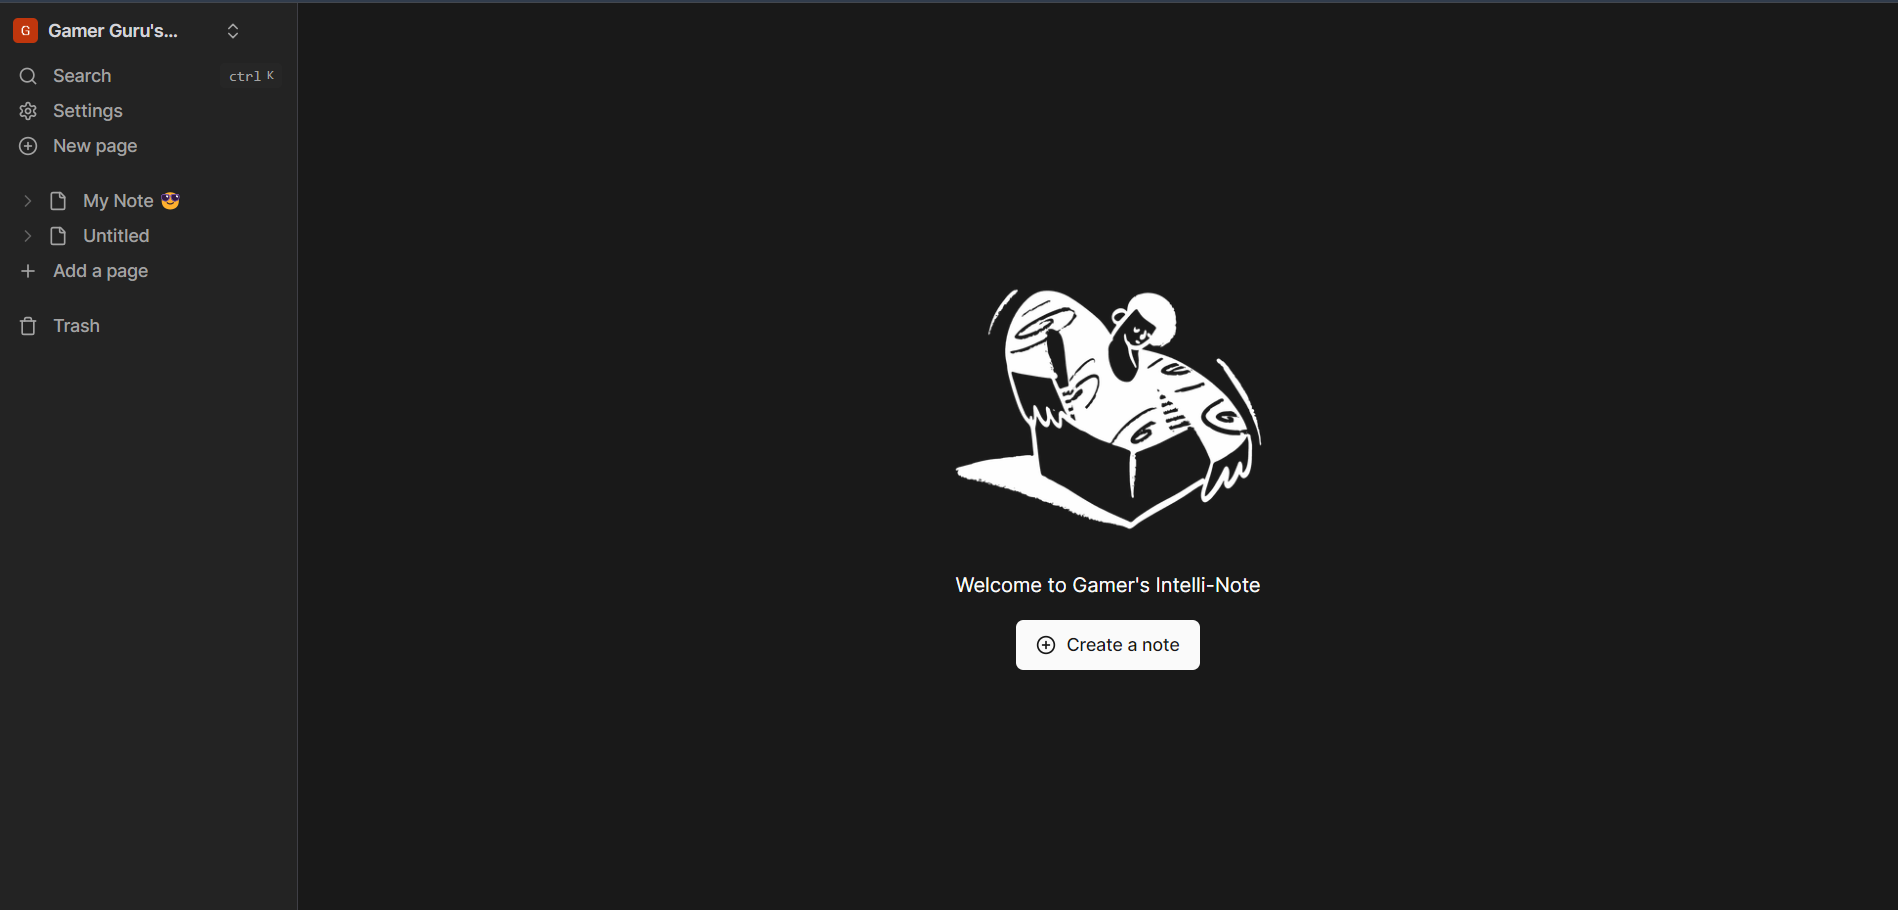 G Gamer Guru's...
Search ctrl K
Settings
New page
My Note 😎
Untitled
Add a page
Trash
Welcome to Gamer's Intelli-Note
Create a note